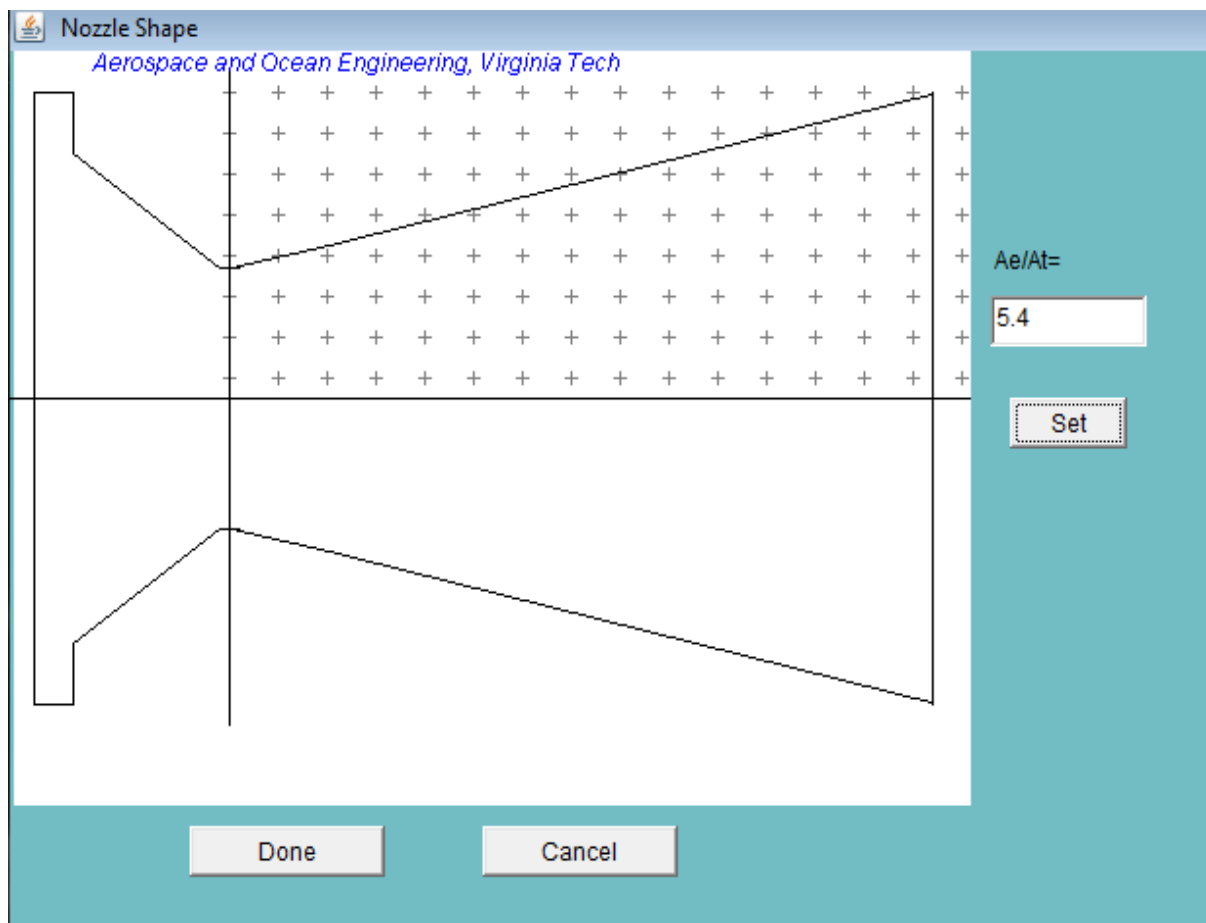 Nozzle Shape
Aerospace and Ocean Engineering, Virginia Tech
Ae/At=
5.4
Set
Done
Cancel